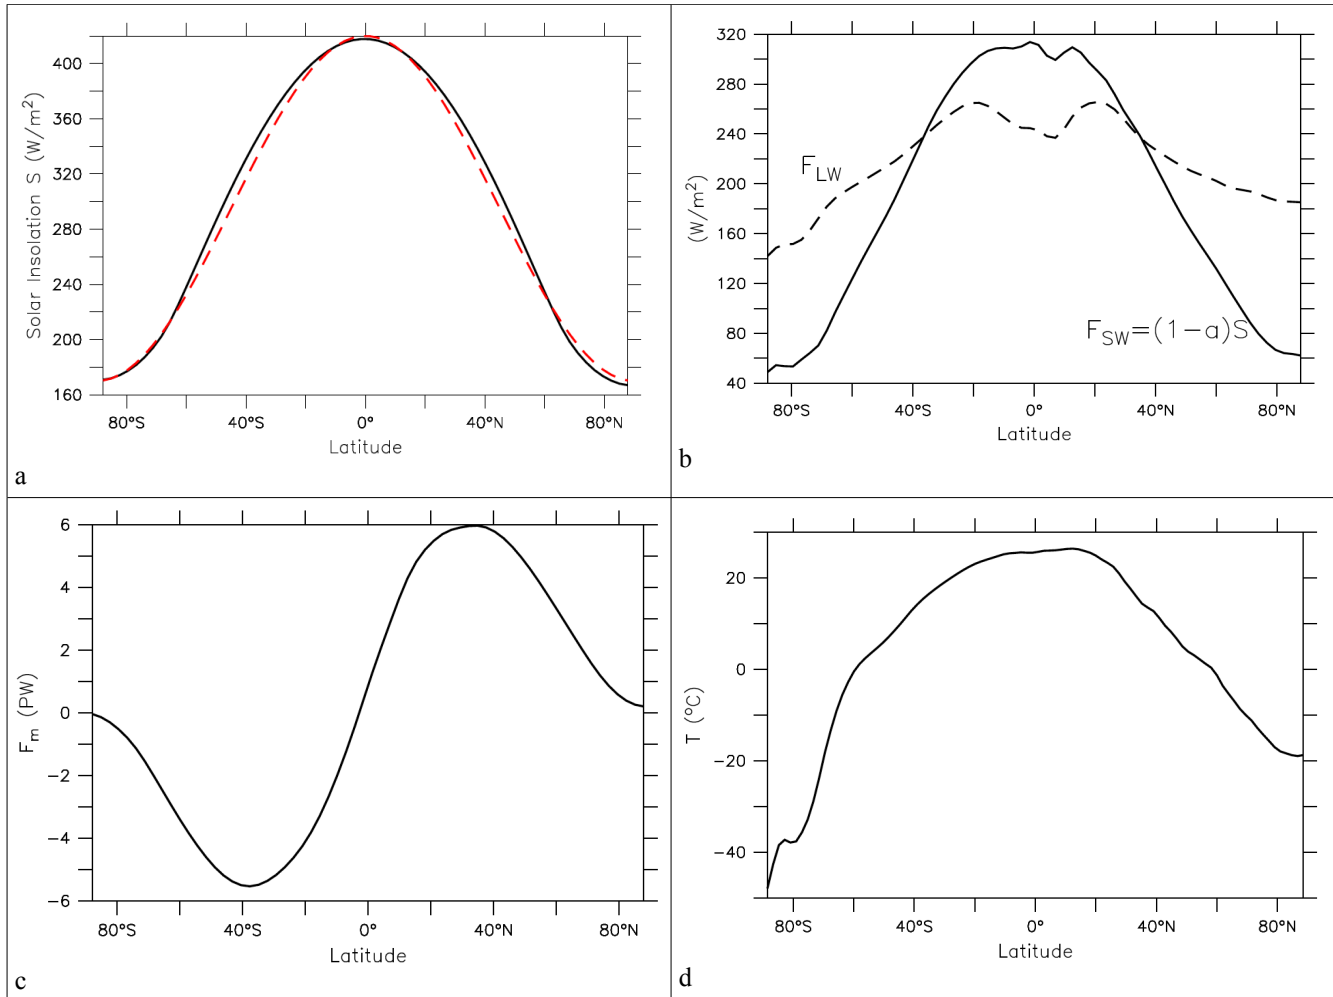 Solar Insolation S (W/m²)
400
360
320
280
240
200
160
80°S 40°S 0° 40°N 80°N
Latitude
a
(W/m²)
320
280
240
200
160
120
80
40
F_LW
F_SW=(1−a)S
80°S 40°S 0° 40°N 80°N
Latitude
b
F_m (PW)
6
4
2
0
−2
−4
−6
80°S 40°S 0° 40°N 80°N
Latitude
c
T (°C)
20
0
−20
−40
80°S 40°S 0° 40°N 80°N
Latitude
d